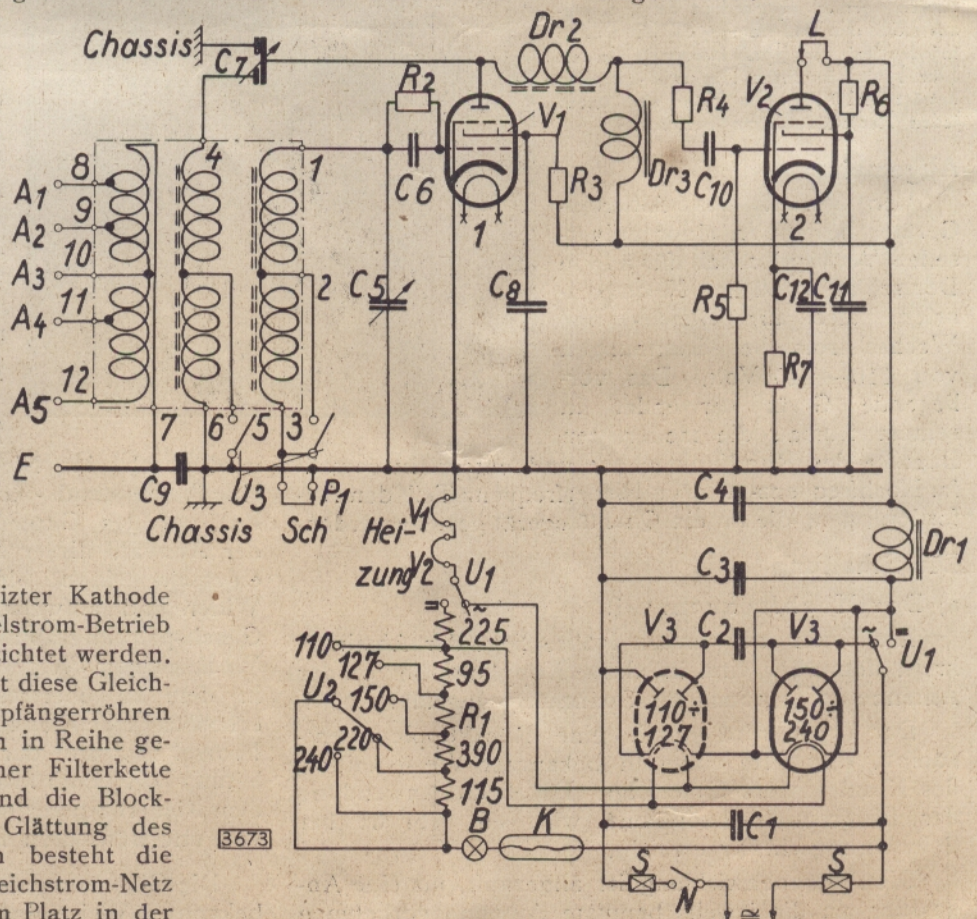 Chassis
C7
Dr2
L
R2
V1
R4
V2
R6
8
4
1
A1
9
A2
10
A3
11
A4
12
A5
C6
1
R3
Dr3
C10
2
2
C5
C8
R5
C12
C11
R7
7
6
5
3
E
C9
U3
P1
Chassis
Sch
Hei-
V1
zung
V2
U1
=
~
C4
Dr1
C3
V3
C2
V3
~
=
U1
225
110
127
95
U2
150
R1
220
390
240
115
110÷
127
150÷
240
B
K
C1
S
N
S
3673
izter Kathode
elstrom-Betrieb
ichtet werden.
t diese Gleich-
pfängerröhren
n in Reihe ge-
ner Filterkette
nd die Block-
Glättung des
n besteht die
eichstrom-Netz
n Platz in der